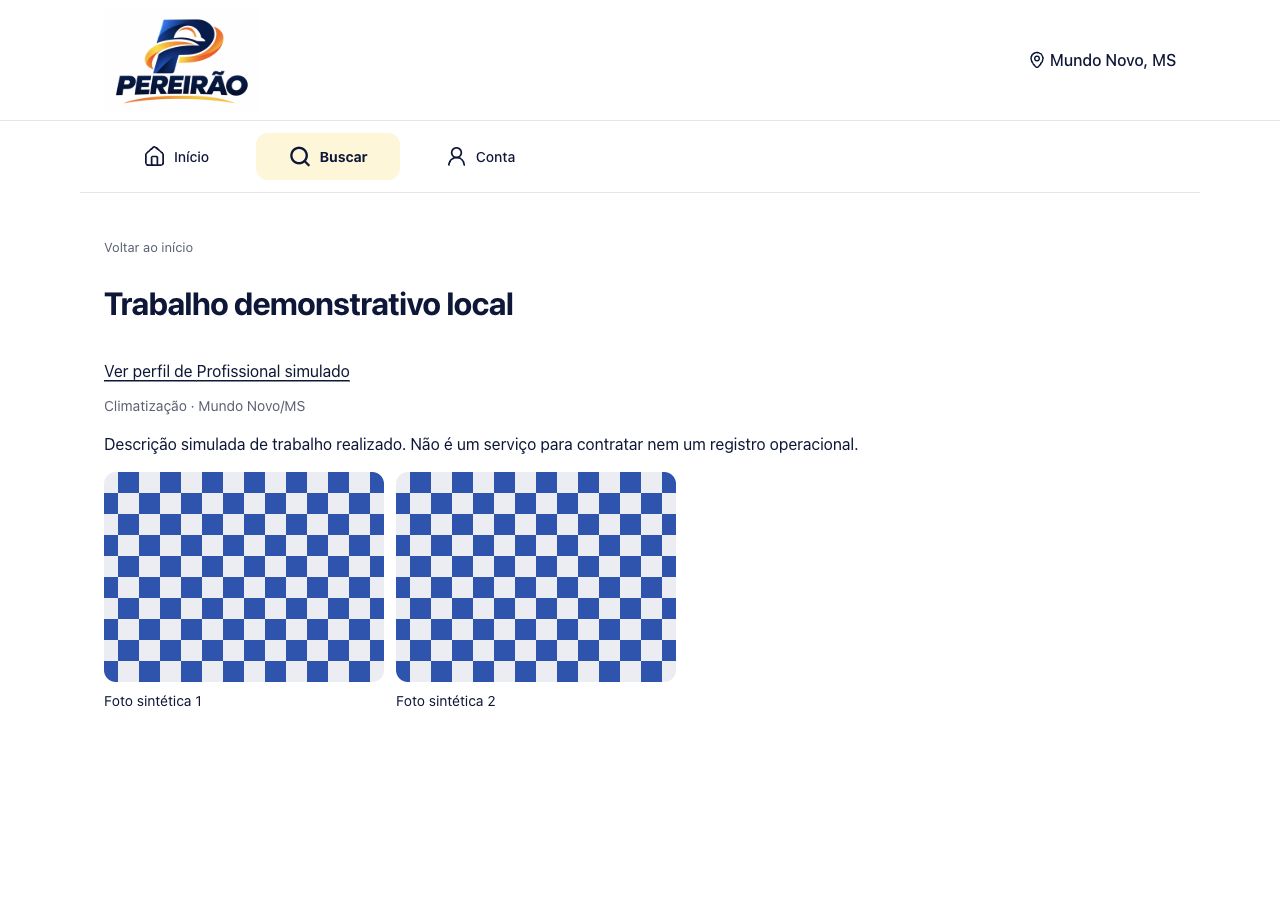 PEREIRÃO
Mundo Novo, MS
Início
Buscar
Conta
Voltar ao início
Trabalho demonstrativo local
Ver perfil de Profissional simulado
Climatização · Mundo Novo/MS
Descrição simulada de trabalho realizado. Não é um serviço para contratar nem um registro operacional.
Foto sintética 1
Foto sintética 2